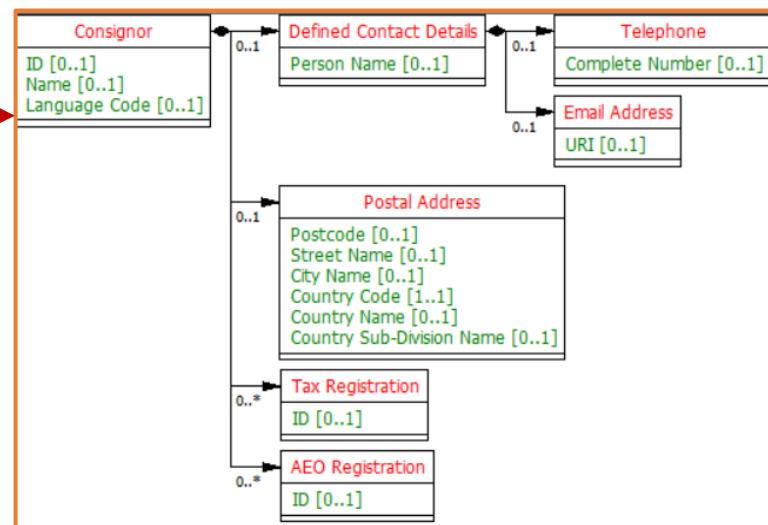 Consignor
ID [0..1]
Name [0..1]
Language Code [0..1]
0..1
Defined Contact Details
Person Name [0..1]
0..1
Telephone
Complete Number [0..1]
0..1
Email Address
URI [0..1]
0..1
Postal Address
Postcode [0..1]
Street Name [0..1]
City Name [0..1]
Country Code [1..1]
Country Name [0..1]
Country Sub-Division Name [0..1]
0..*
Tax Registration
ID [0..1]
0..*
AEO Registration
ID [0..1]